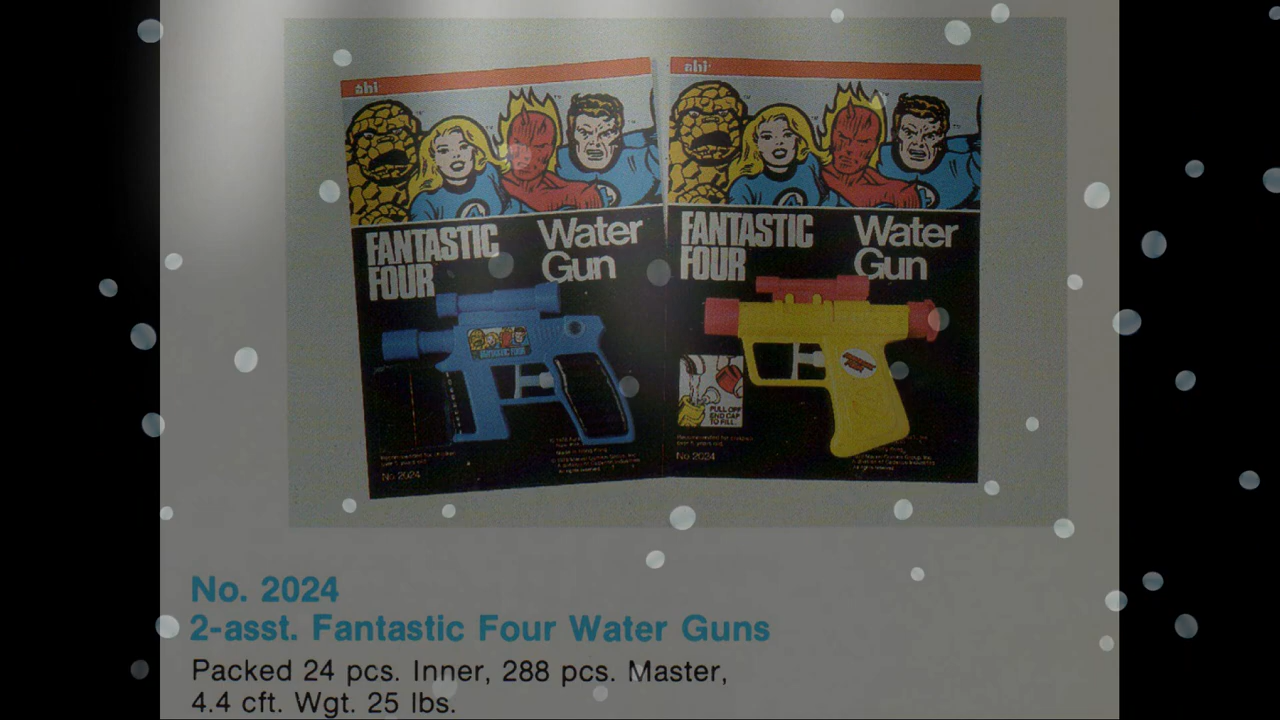 ahi
FANTASTIC
FOUR
Water
Gun
FANTASTIC FOUR
No. 2024
ahi
FANTASTIC
FOUR
Water
Gun
PULL OFF
END CAP
TO FILL.
No. 2024
No. 2024
2-asst. Fantastic Four Water Guns
Packed 24 pcs. Inner, 288 pcs. Master,
4.4 cft. Wgt. 25 lbs.